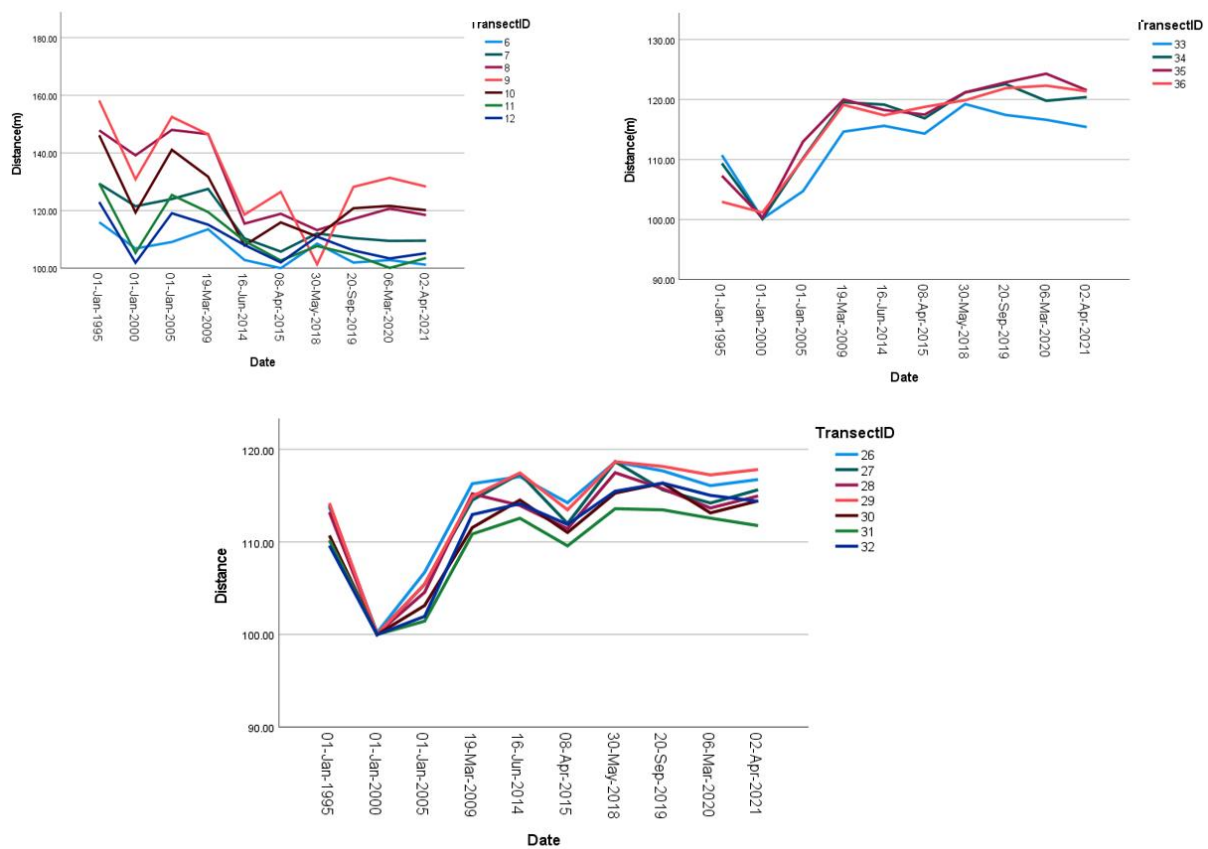 TransectID
180.00
160.00
140.00
120.00
100.00
Distance(m)
6
7
8
9
10
11
12
01-Jan-1995
01-Jan-2000
01-Jan-2005
19-Mar-2009
16-Jun-2014
08-Apr-2015
30-May-2018
20-Sep-2019
06-Mar-2020
02-Apr-2021
Date
TransectID
130.00
120.00
110.00
100.00
90.00
Distance(m)
33
34
35
36
01-Jan-1995
01-Jan-2000
01-Jan-2005
19-Mar-2009
16-Jun-2014
08-Apr-2015
30-May-2018
20-Sep-2019
06-Mar-2020
02-Apr-2021
Date
TransectID
120.00
110.00
100.00
90.00
Distance
26
27
28
29
30
31
32
01-Jan-1995
01-Jan-2000
01-Jan-2005
19-Mar-2009
16-Jun-2014
08-Apr-2015
30-May-2018
20-Sep-2019
06-Mar-2020
02-Apr-2021
Date